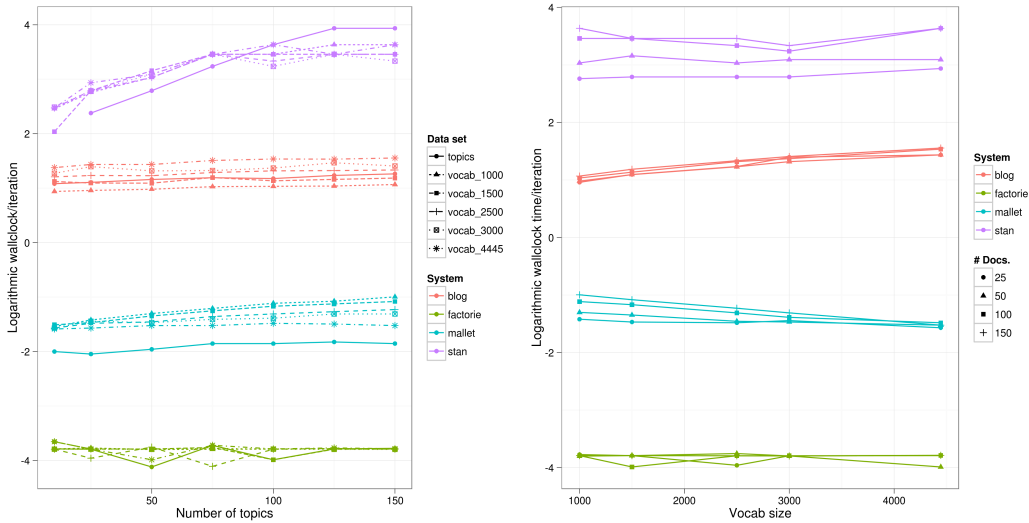 4
2
0
-2
-4
50
100
150
Number of topics
Logarithmic wallclock/iteration
Data set
topics
vocab_1000
vocab_1500
vocab_2500
vocab_3000
vocab_4445
System
blog
factorie
mallet
stan
4
2
0
-2
-4
1000
2000
3000
4000
Vocab size
Logarithmic wallclock time/iteration
System
blog
factorie
mallet
stan
# Docs.
25
50
100
150